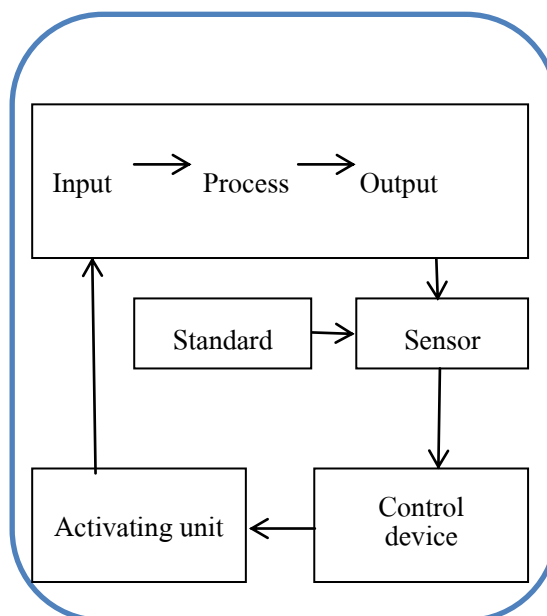 Input Process Output
Standard Sensor
Activating unit Control
device